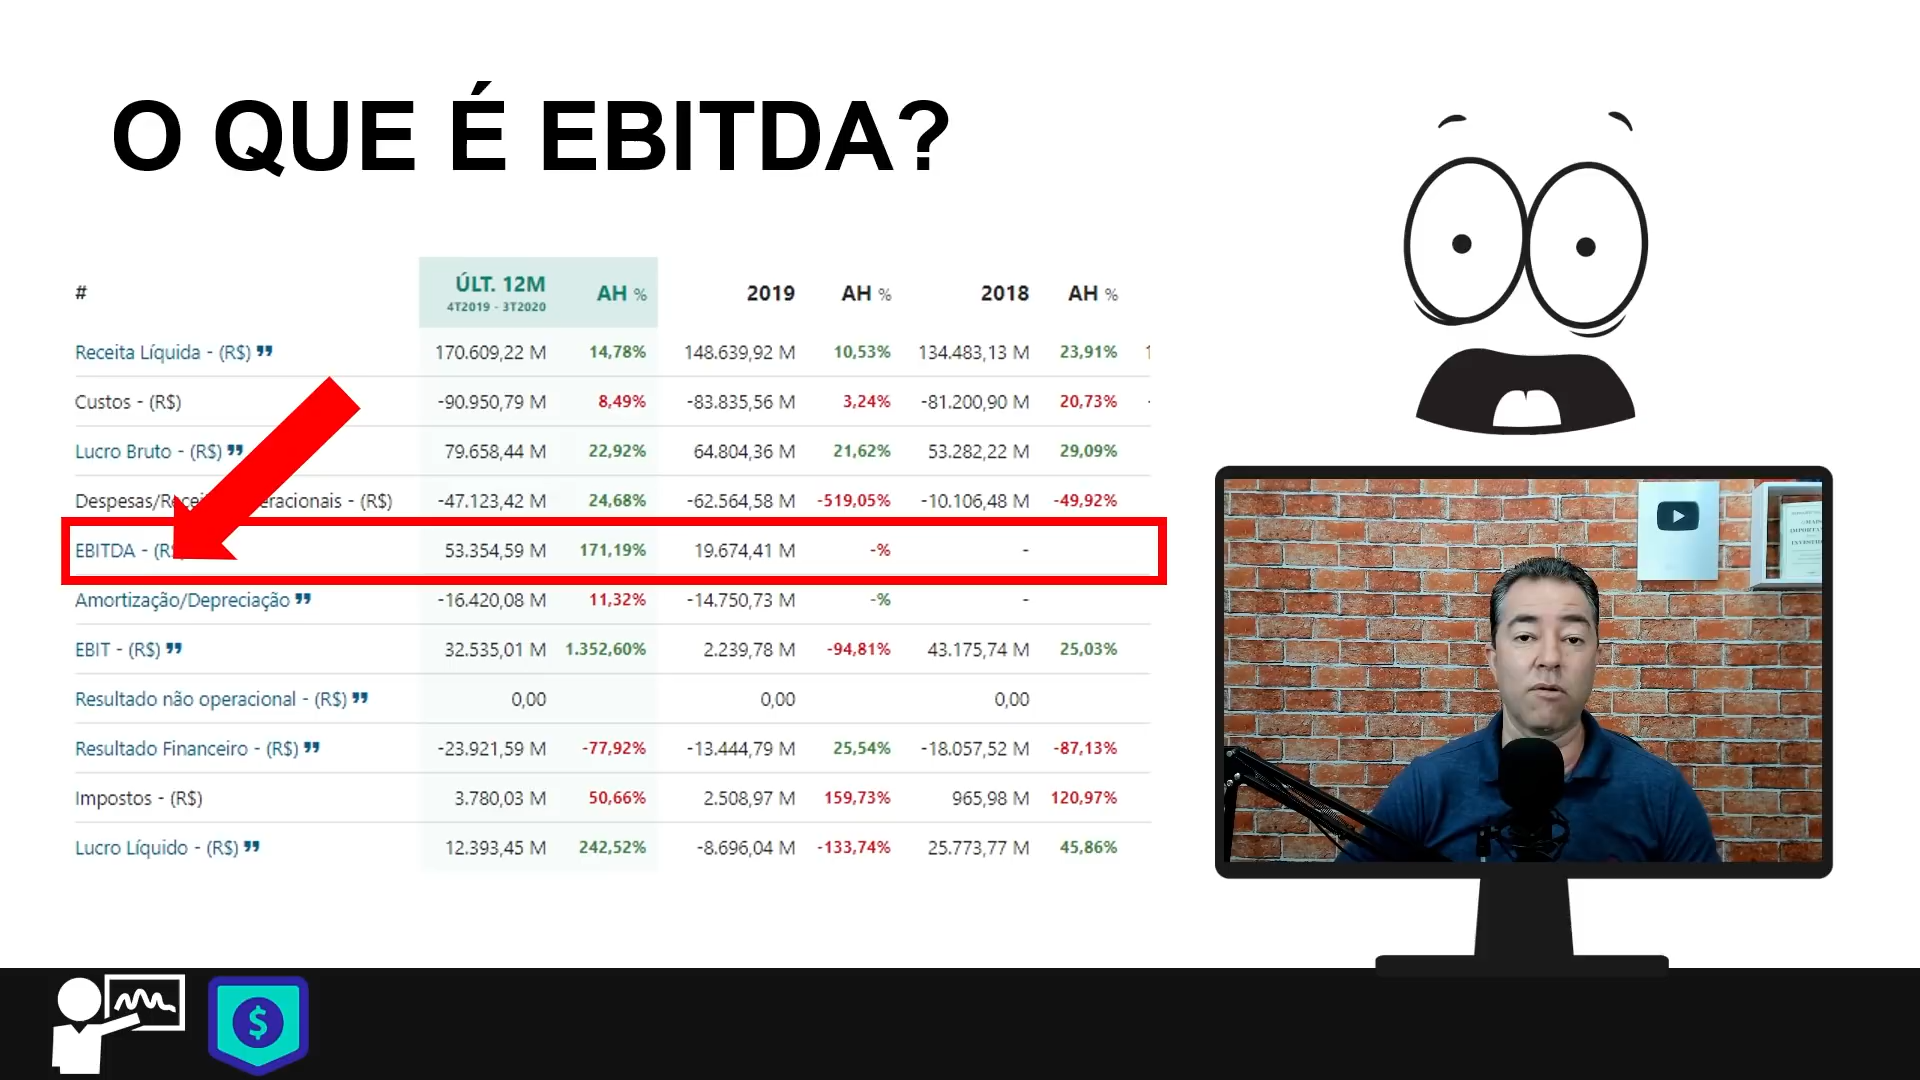 O QUE É EBITDA?
# ÚLT. 12M AH % 2019 AH % 2018 AH %
4T2019 - 3T2020
Receita Líquida - (R$) 170.609,22 M 14,78% 148.639,92 M 10,53% 134.483,13 M 23,91% 1
Custos - (R$) -90.950,79 M 8,49% -83.835,56 M 3,24% -81.200,90 M 20,73% -
Lucro Bruto - (R$) 79.658,44 M 22,92% 64.804,36 M 21,62% 53.282,22 M 29,09%
Despesas/Recei eracionais - (R$) -47.123,42 M 24,68% -62.564,58 M -519,05% -10.106,48 M -49,92%
EBITDA - (R$ 53.354,59 M 171,19% 19.674,41 M -% -
Amortização/Depreciação -16.420,08 M 11,32% -14.750,73 M -% -
EBIT - (R$) 32.535,01 M 1.352,60% 2.239,78 M -94,81% 43.175,74 M 25,03%
Resultado não operacional - (R$) 0,00 0,00 0,00
Resultado Financeiro - (R$) -23.921,59 M -77,92% -13.444,79 M 25,54% -18.057,52 M -87,13%
Impostos - (R$) 3.780,03 M 50,66% 2.508,97 M 159,73% 965,98 M 120,97%
Lucro Líquido - (R$) 12.393,45 M 242,52% -8.696,04 M -133,74% 25.773,77 M 45,86%
$